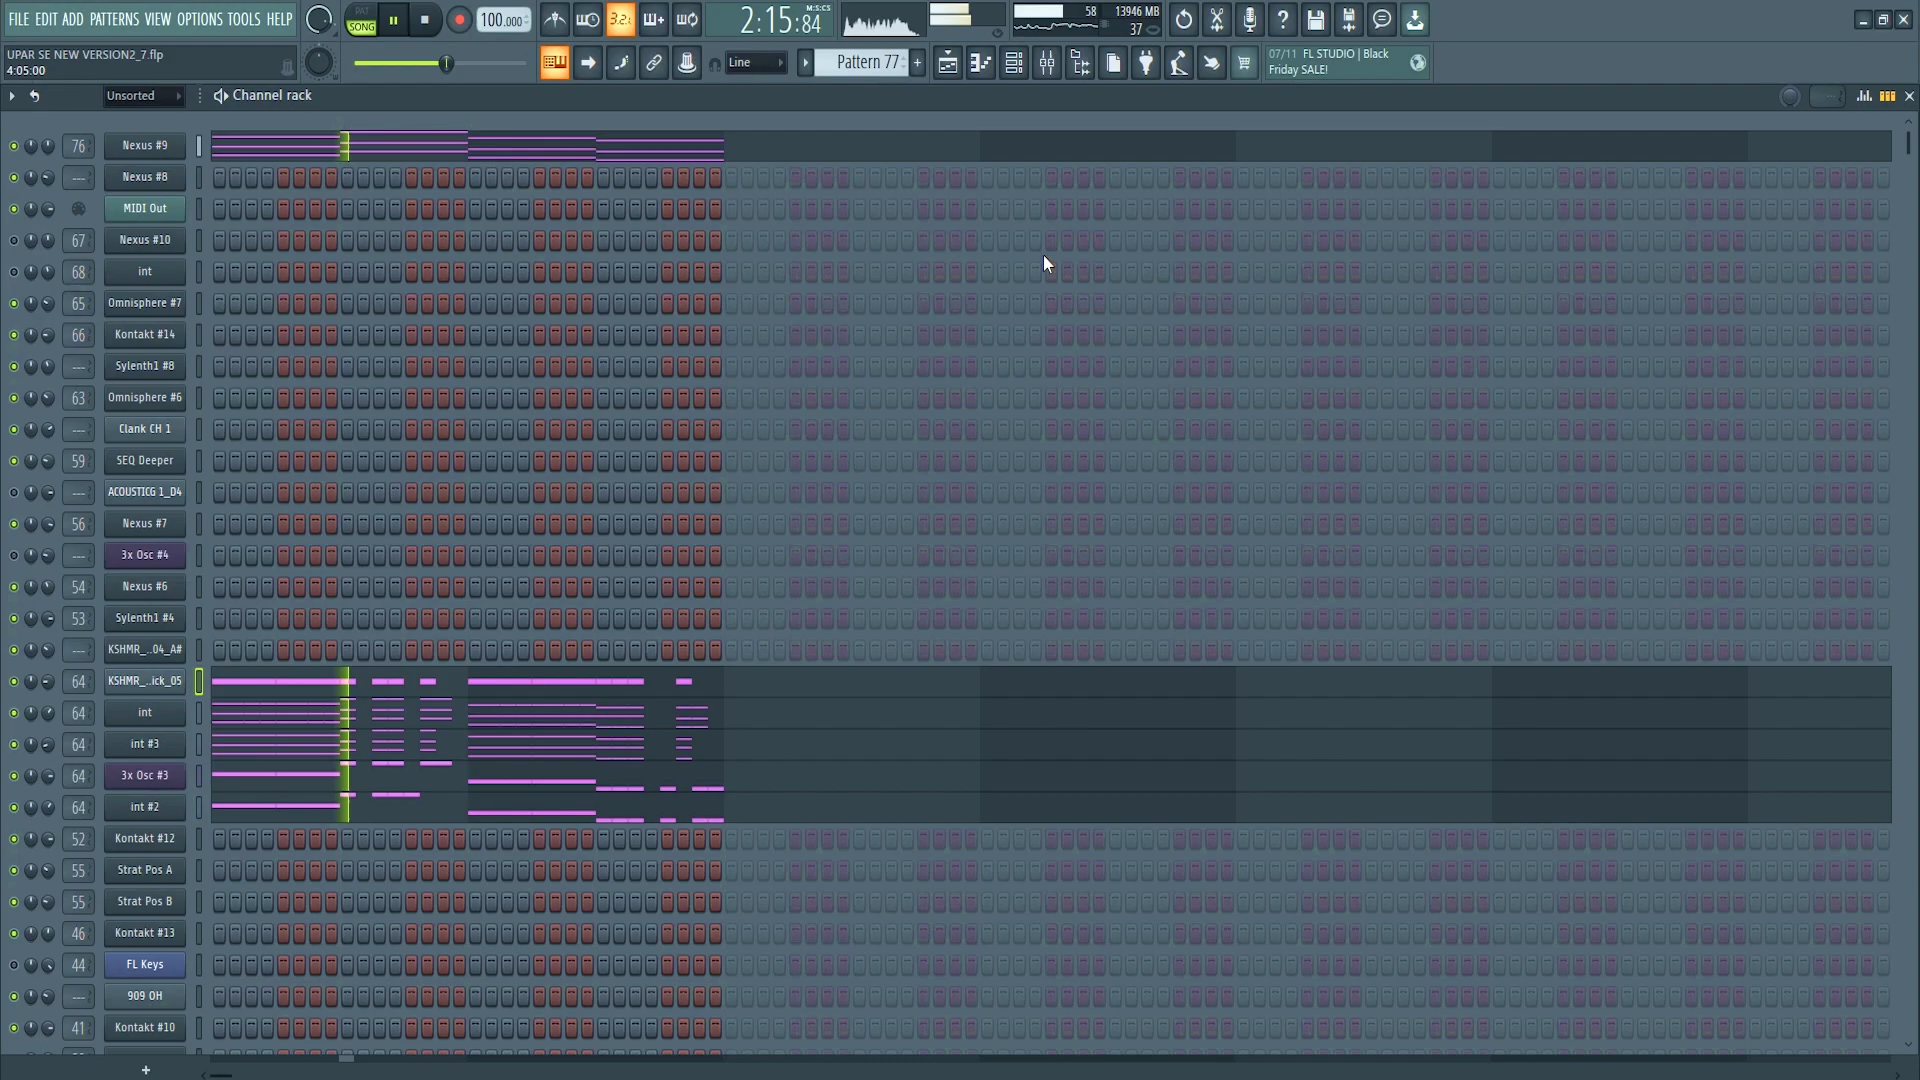 FILE EDIT ADD PATTERNS VIEW OPTIONS TOOLS HELP
PAT
SONG
100.000
3.2.
2:15:84
M:S:CS
58
13946 MB
37
UPAR SE NEW VERSION2_7.flp
4:05:00
Line
Pattern 77
+
07/11 FL STUDIO | Black
Friday SALE!
Unsorted
Channel rack
76 Nexus #9
--- Nexus #8
MIDI Out
67 Nexus #10
68 int
65 Omnisphere #7
66 Kontakt #14
--- Sylenth1 #8
63 Omnisphere #6
--- Clank CH 1
59 SEQ Deeper
--- ACOUSTICG 1_D4
56 Nexus #7
--- 3x Osc #4
54 Nexus #6
53 Sylenth1 #4
--- KSHMR_..04_A#
64 KSHMR_..ick_05
64 int
64 int #3
64 3x Osc #3
64 int #2
52 Kontakt #12
55 Strat Pos A
55 Strat Pos B
46 Kontakt #13
44 FL Keys
--- 909 OH
41 Kontakt #10
+